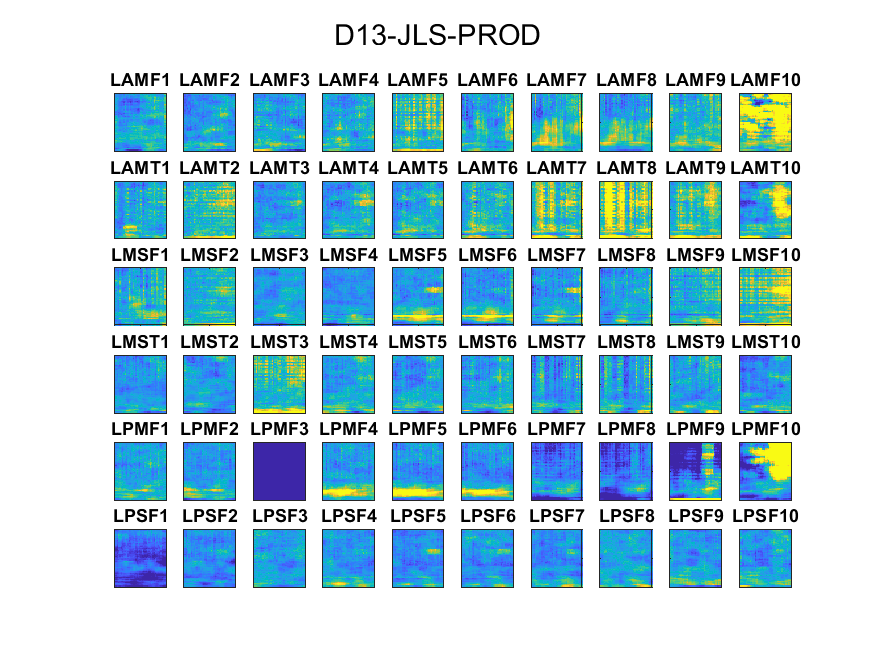 D13-JLS-PROD
LAMF1 LAMF2 LAMF3 LAMF4 LAMF5 LAMF6 LAMF7 LAMF8 LAMF9 LAMF10
LAMT1 LAMT2 LAMT3 LAMT4 LAMT5 LAMT6 LAMT7 LAMT8 LAMT9 LAMT10
LMSF1 LMSF2 LMSF3 LMSF4 LMSF5 LMSF6 LMSF7 LMSF8 LMSF9 LMSF10
LMST1 LMST2 LMST3 LMST4 LMST5 LMST6 LMST7 LMST8 LMST9 LMST10
LPMF1 LPMF2 LPMF3 LPMF4 LPMF5 LPMF6 LPMF7 LPMF8 LPMF9 LPMF10
LPSF1 LPSF2 LPSF3 LPSF4 LPSF5 LPSF6 LPSF7 LPSF8 LPSF9 LPSF10